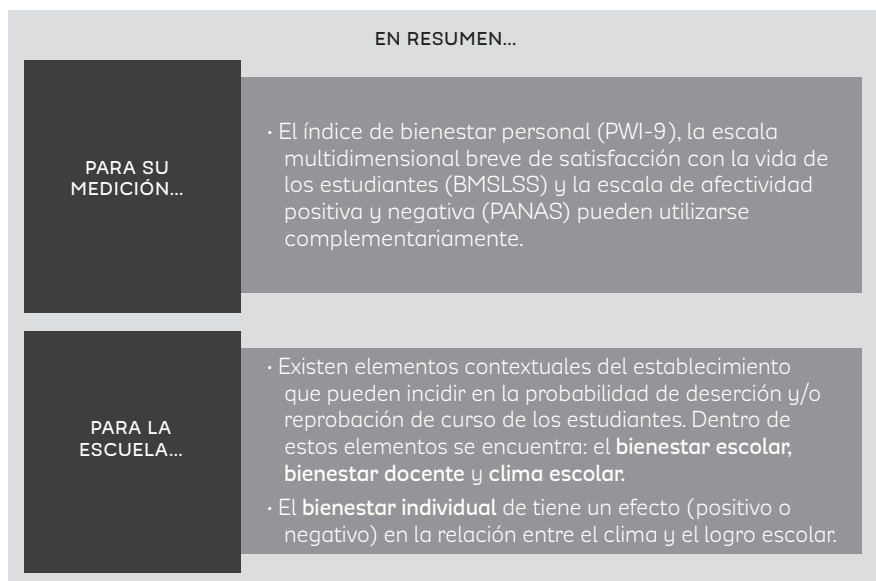 EN RESUMEN...
PARA SU
MEDICIÓN...
· El índice de bienestar personal (PWI-9), la escala
multidimensional breve de satisfacción con la vida de
los estudiantes (BMSLSS) y la escala de afectividad
positiva y negativa (PANAS) pueden utilizarse
complementariamente.
PARA LA
ESCUELA...
· Existen elementos contextuales del establecimiento
que pueden incidir en la probabilidad de deserción y/o
reprobación de curso de los estudiantes. Dentro de
estos elementos se encuentra: el bienestar escolar,
bienestar docente y clima escolar.
· El bienestar individual de tiene un efecto (positivo o
negativo) en la relación entre el clima y el logro escolar.